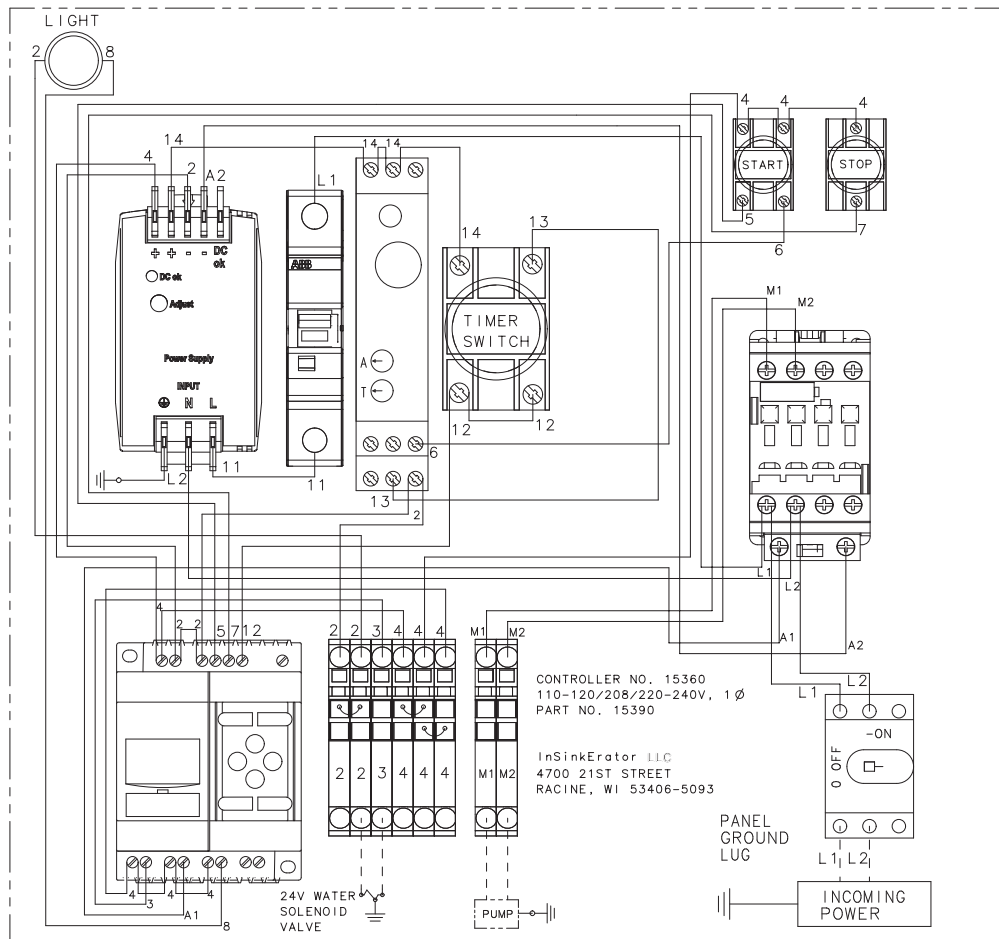 LIGHT
2 8
4 4 4
14 14 14
4 2 A2
L1
START STOP
5 7
6
14 13
+ + - - DC
ok
DC ok
Adjust
ABB
M1
M2
TIMER
SWITCH
A
T
Power Supply
INPUT
N L
12 12
6
11
L2
11
13
2
L1
L2
4 2 2 5 7 12
2 2 3 4 4 4
M1 M2
A1
A2
CONTROLLER NO. 15360
110-120/208/220-240V, 1Ø
PART NO. 15390
L1 L2
-ON
O OFF
InSinkErator LLC
4700 21ST STREET
RACINE, WI 53406-5093
2 2 3 4 4 4
M1 M2
PANEL
GROUND
LUG
L1 L2
4 4 4
3
A1
8
24V WATER
SOLENOID
VALVE
PUMP
INCOMING
POWER